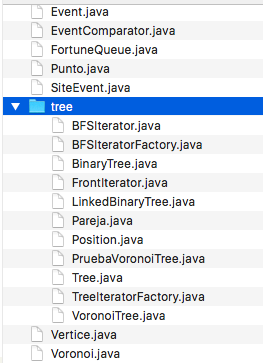 Event.java
EventComparator.java
FortuneQueue.java
Punto.java
SiteEvent.java
tree
BFSIterator.java
BFSIteratorFactory.java
BinaryTree.java
FrontIterator.java
LinkedBinaryTree.java
Pareja.java
Position.java
PruebaVoronoiTree.java
Tree.java
TreeIteratorFactory.java
VoronoiTree.java
Vertice.java
Voronoi.java